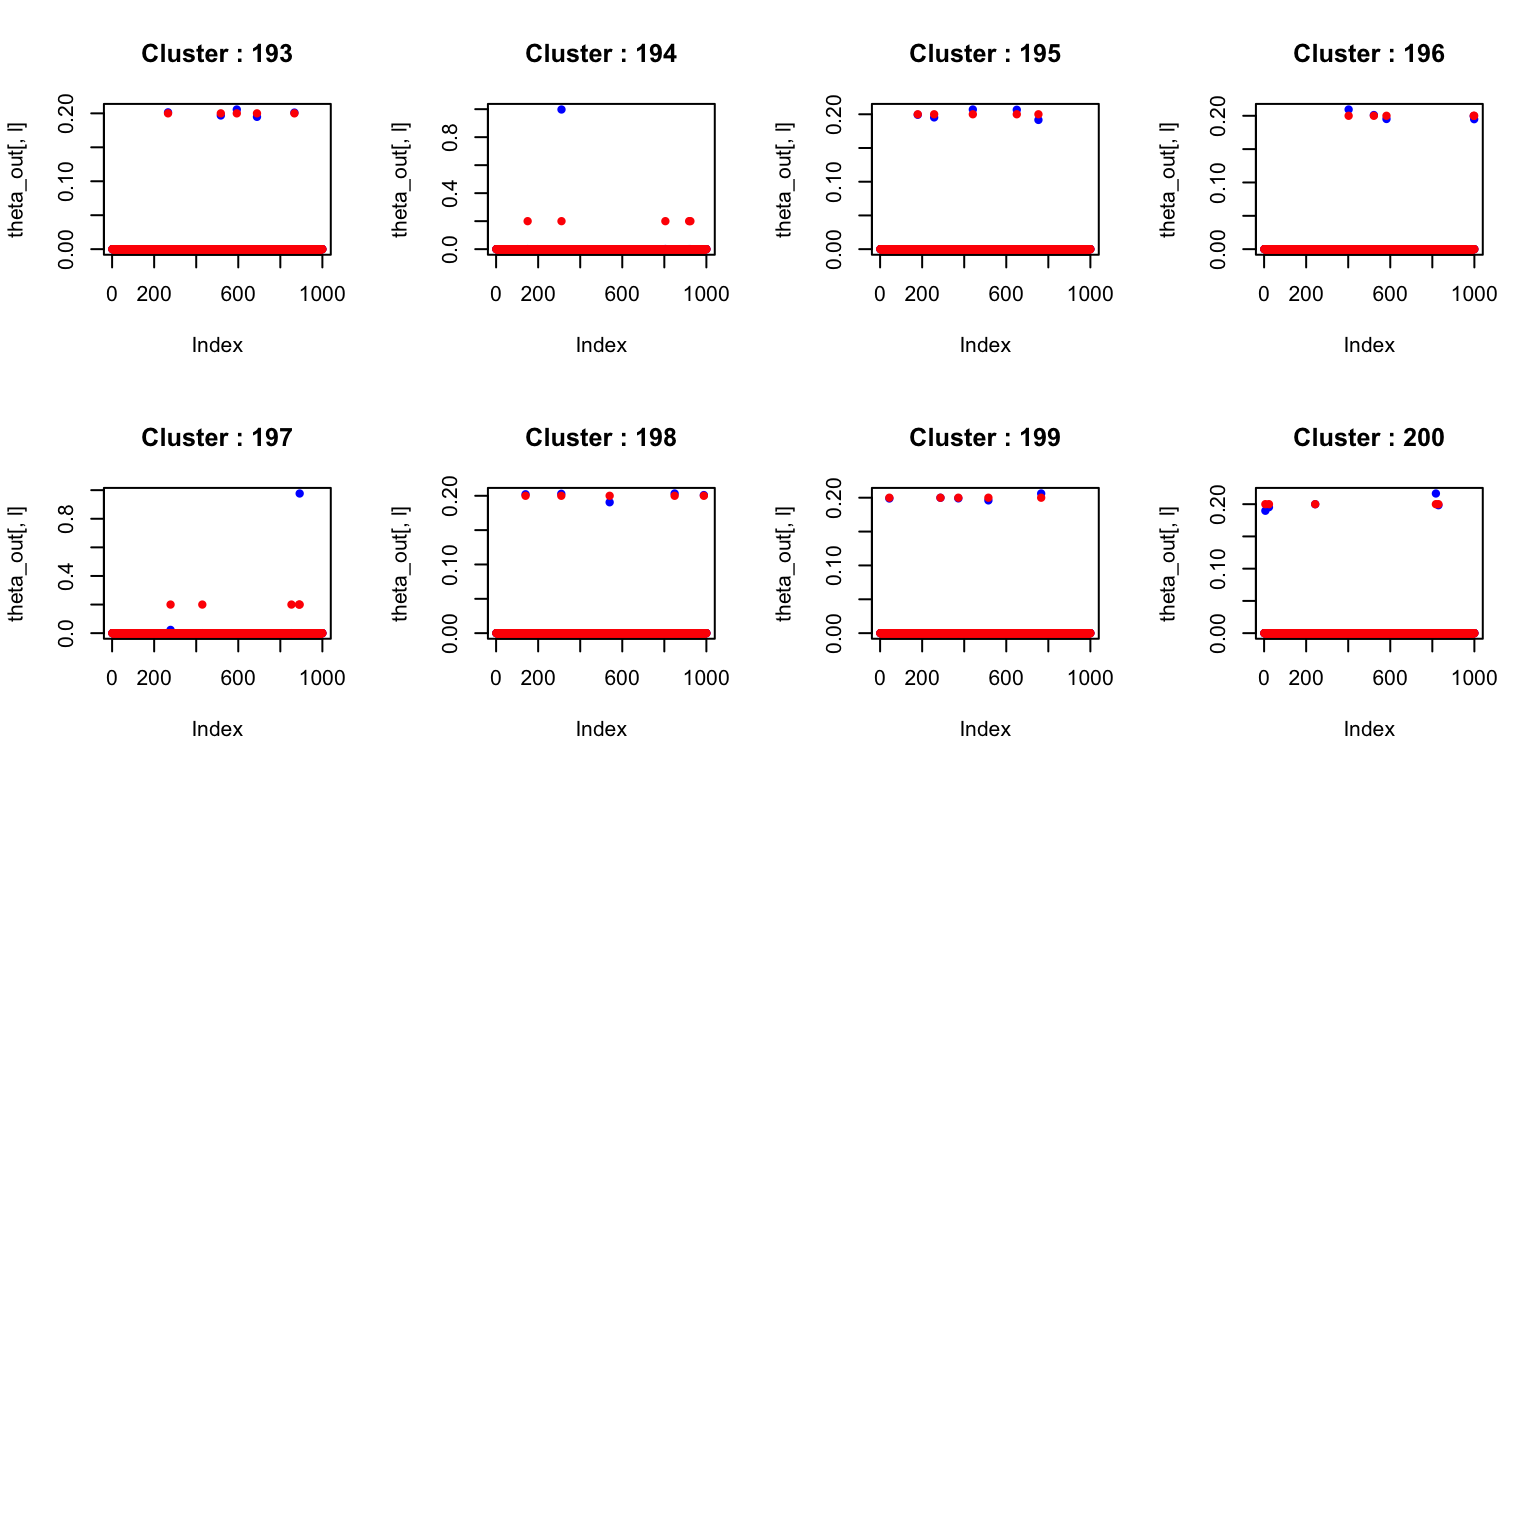 Cluster : 193
theta_out[, l]
0.00 0.10 0.20
0 200 600 1000
Index
Cluster : 194
theta_out[, l]
0.0 0.4 0.8
0 200 600 1000
Index
Cluster : 195
theta_out[, l]
0.00 0.10 0.20
0 200 600 1000
Index
Cluster : 196
theta_out[, l]
0.00 0.10 0.20
0 200 600 1000
Index
Cluster : 197
theta_out[, l]
0.0 0.4 0.8
0 200 600 1000
Index
Cluster : 198
theta_out[, l]
0.00 0.10 0.20
0 200 600 1000
Index
Cluster : 199
theta_out[, l]
0.00 0.10 0.20
0 200 600 1000
Index
Cluster : 200
theta_out[, l]
0.00 0.10 0.20
0 200 600 1000
Index